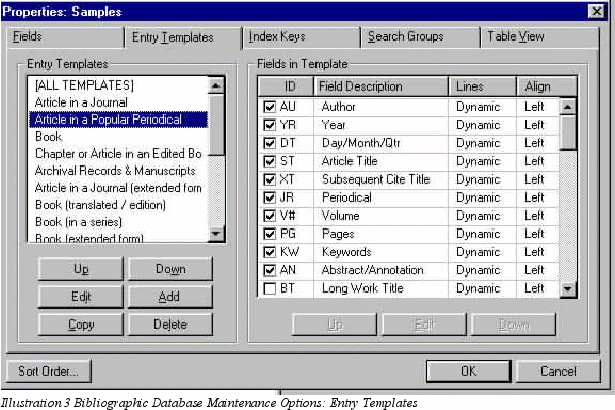 Properties: Samples
Fields
Entry Templates
Index Keys
Search Groups
Table View
Entry Templates
[ALL TEMPLATES]
Article in a Journal
Article in a Popular Periodical
Book
Chapter or Article in an Edited Bo
Archival Records & Manuscripts
Article in a Journal (extended forn
Book (translated / edition)
Book (in a series)
Book (extended form)
Up Down
Edit Add
Copy Delete
Fields in Template
ID Field Description Lines Align
AU Author Dynamic Left
YR Year Dynamic Left
DT Day/Month/Qtr Dynamic Left
ST Article Title Dynamic Left
XT Subsequent Cite Title Dynamic Left
JR Periodical Dynamic Left
V# Volume Dynamic Left
PG Pages Dynamic Left
KW Keywords Dynamic Left
AN Abstract/Annotation Dynamic Left
BT Long Work Title Dynamic Left
Up Edit Down
Sort Order... OK Cancel
Illustration 3 Bibliographic Database Maintenance Options: Entry Templates